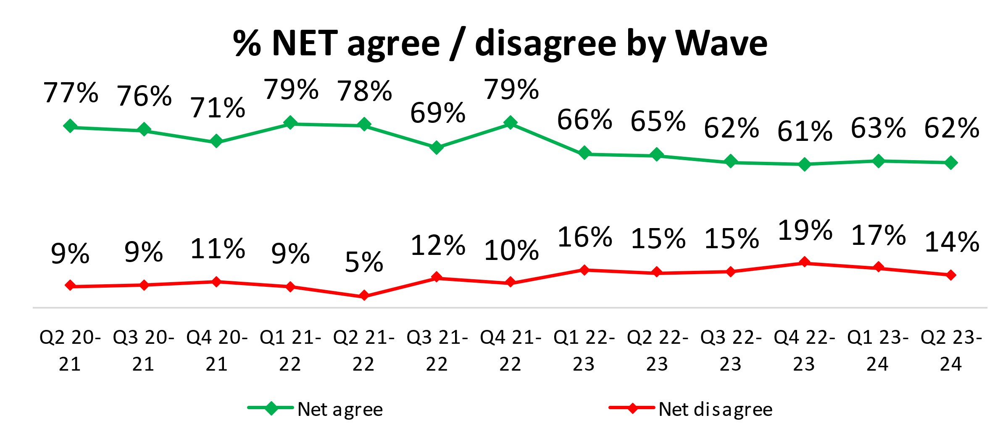 % NET agree / disagree by Wave
77% 76% 71% 79% 78% 69% 79% 66% 65% 62% 61% 63% 62%
9% 9% 11% 9% 5% 12% 10% 16% 15% 15% 19% 17% 14%
Q2 20- Q3 20- Q4 20- Q1 21- Q2 21- Q3 21- Q4 21- Q1 22- Q2 22- Q3 22- Q4 22- Q1 23- Q2 23-
21 21 21 22 22 22 22 23 23 23 23 24 24
Net agree Net disagree